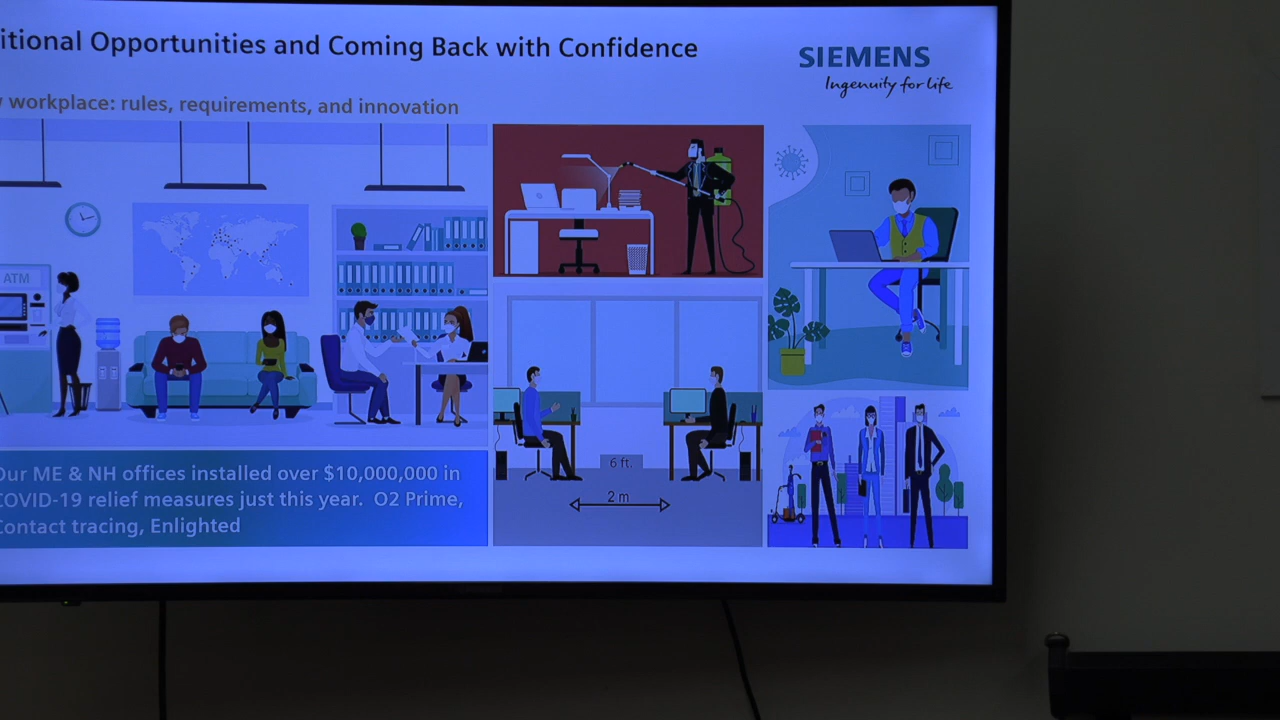 itional Opportunities and Coming Back with Confidence
SIEMENS
Ingenuity for life
workplace: rules, requirements, and innovation
ATM
Our ME & NH offices installed over $10,000,000 in
COVID-19 relief measures just this year. O2 Prime,
Contact tracing, Enlighted
6 ft.
2 m